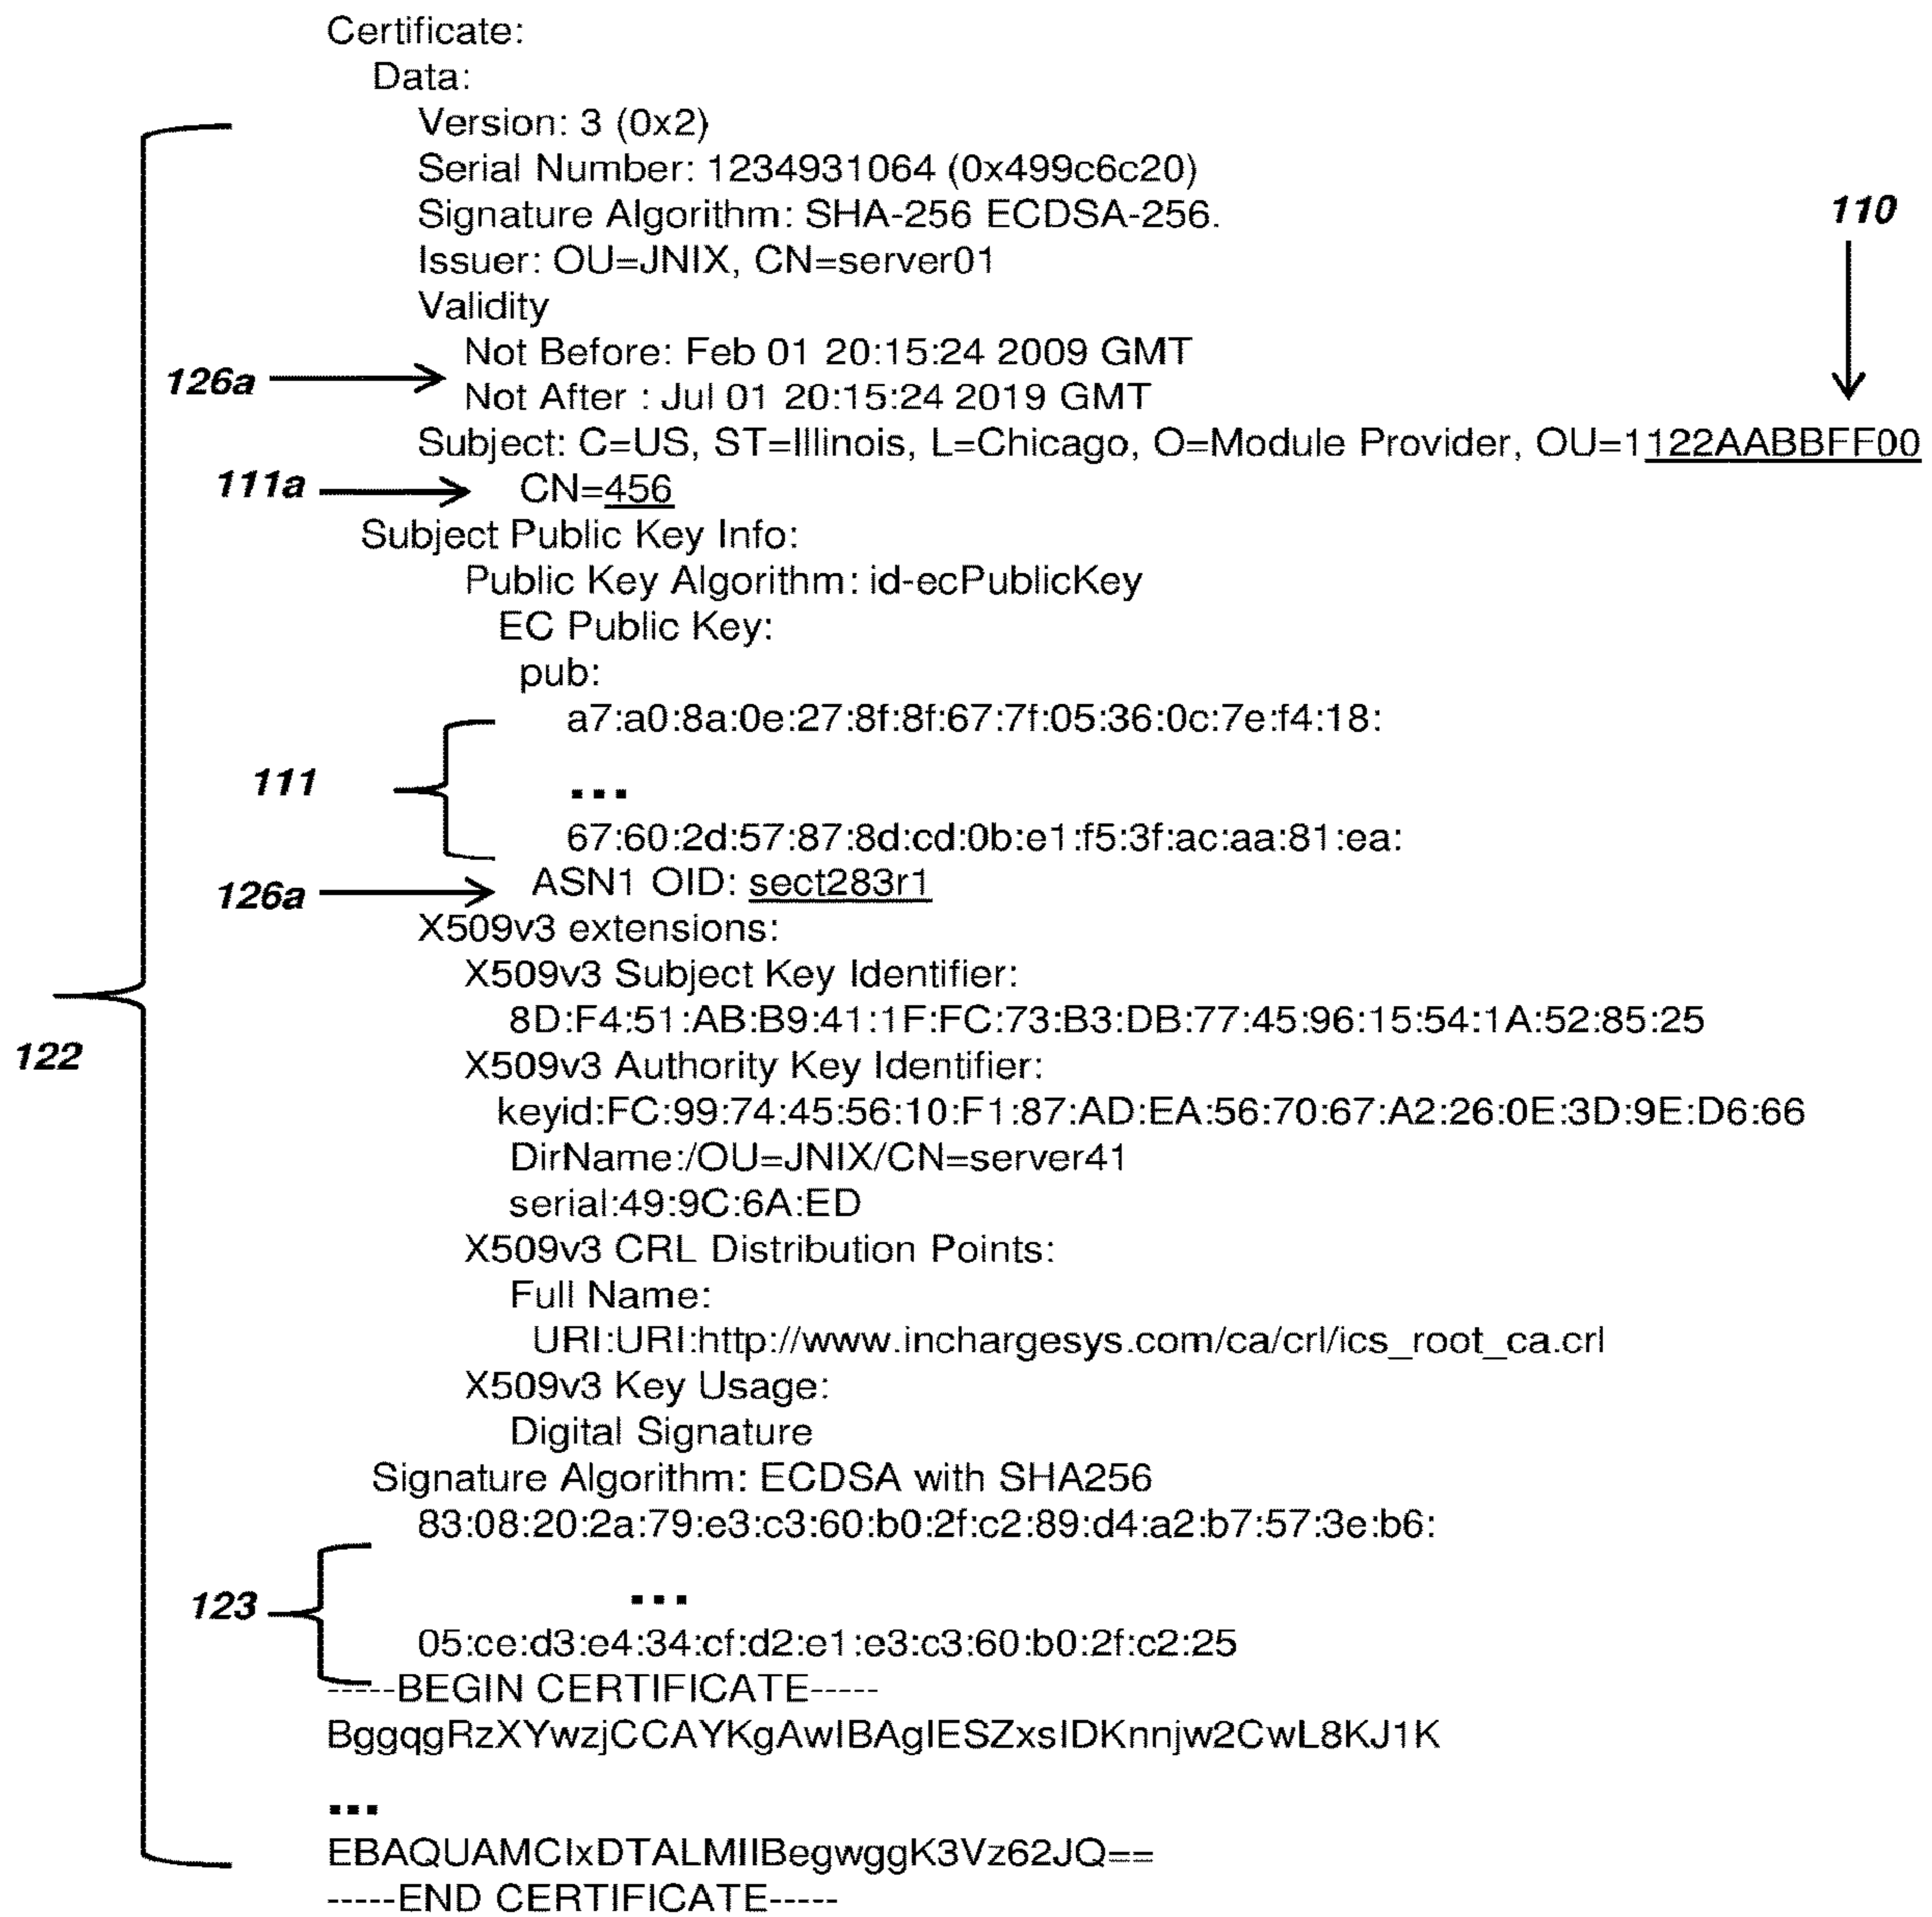 Certificate:
Data:
Version: 3 (0x2)
Serial Number: 1234931064 (0x499c6c20)
Signature Algorithm: SHA-256 ECDSA-256.
110
Issuer: OU=JNIX, CN=server01
Validity
Not Before: Feb 01 20:15:24 2009 GMT
126a
Not After : Jul 01 20:15:24 2019 GMT
Subject: C=US, ST=Illinois, L=Chicago, O=Module Provider, OU=1122AABBFF00
111a
CN=456
Subject Public Key Info:
Public Key Algorithm: id-ecPublicKey
EC Public Key:
pub:
a7:a0:8a:0e:27:8f:8f:67:7f:05:36:0c:7e:f4:18:
111
...
67:60:2d:57:87:8d:cd:0b:e1:f5:3f:ac:aa:81:ea:
126a
ASN1 OID: sect283r1
X509v3 extensions:
X509v3 Subject Key Identifier:
8D:F4:51:AB:B9:41:1F:FC:73:B3:DB:77:45:96:15:54:1A:52:85:25
122
X509v3 Authority Key Identifier:
keyid:FC:99:74:45:56:10:F1:87:AD:EA:56:70:67:A2:26:0E:3D:9E:D6:66
DirName:/OU=JNIX/CN=server41
serial:49:9C:6A:ED
X509v3 CRL Distribution Points:
Full Name:
URI:URI:http://www.inchargesys.com/ca/crl/ics_root_ca.crl
X509v3 Key Usage:
Digital Signature
Signature Algorithm: ECDSA with SHA256
83:08:20:2a:79:e3:c3:60:b0:2f:c2:89:d4:a2:b7:57:3e:b6:
123
...
05:ce:d3:e4:34:cf:d2:e1:e3:c3:60:b0:2f:c2:25
-----BEGIN CERTIFICATE-----
BggqgRzXYwzjCCAYKgAwIBAgIESZxsIDKnnjw2CwL8KJ1K
...
EBAQUAMCIxDTALMIIBegwggK3Vz62JQ==
-----END CERTIFICATE-----